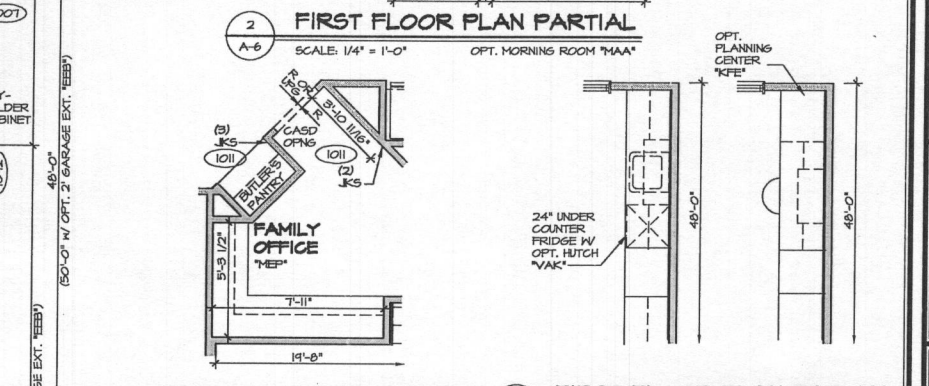 1007
2
A-6
FIRST FLOOR PLAN PARTIAL
SCALE: 1/4" = 1'-0"
OPT. MORNING ROOM "MAA"
OPT.
PLANNING
CENTER
"KFE"
BINET
48'-0"
(50'-0" W/ OPT. 2' GARAGE EXT. "EEB")
3'-10 11/16"
(3)
JKS
1011
CASD
OPNG
1011
(2)
JKS
BUTLER'S
PANTRY
FAMILY
OFFICE
"MEP"
5'-3 1/2"
7'-11"
19'-8"
24" UNDER
COUNTER
FRIDGE W/
OPT. HUTCH
"VAK"
48'-0"
48'-0"